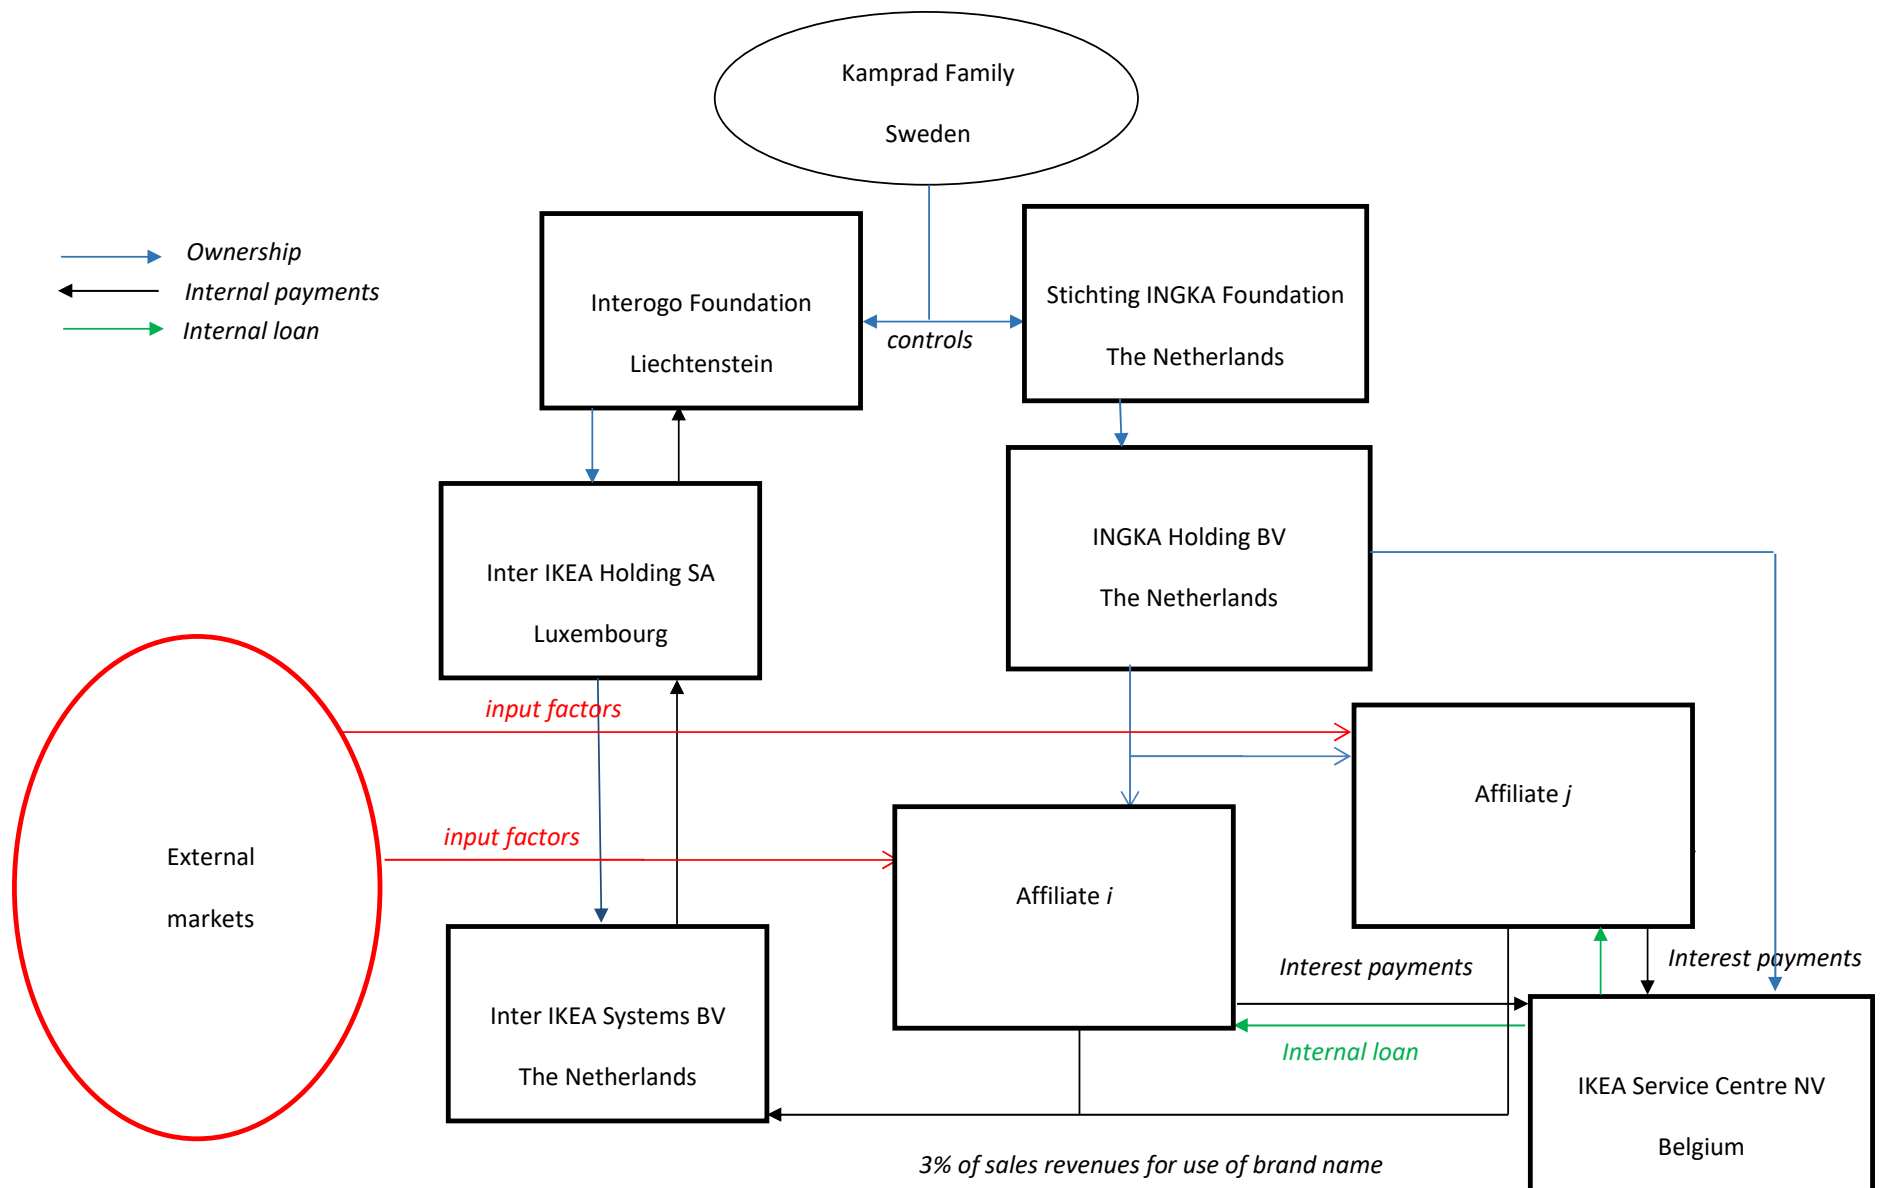 Kamprad Family
Sweden
Ownership
Internal payments
Internal loan
Interogo Foundation
Liechtenstein
controls
Stichting INGKA Foundation
The Netherlands
Inter IKEA Holding SA
Luxembourg
INGKA Holding BV
The Netherlands
input factors
input factors
External
markets
Affiliate j
Affiliate i
Inter IKEA Systems BV
The Netherlands
Interest payments
Interest payments
Internal loan
IKEA Service Centre NV
Belgium
3% of sales revenues for use of brand name